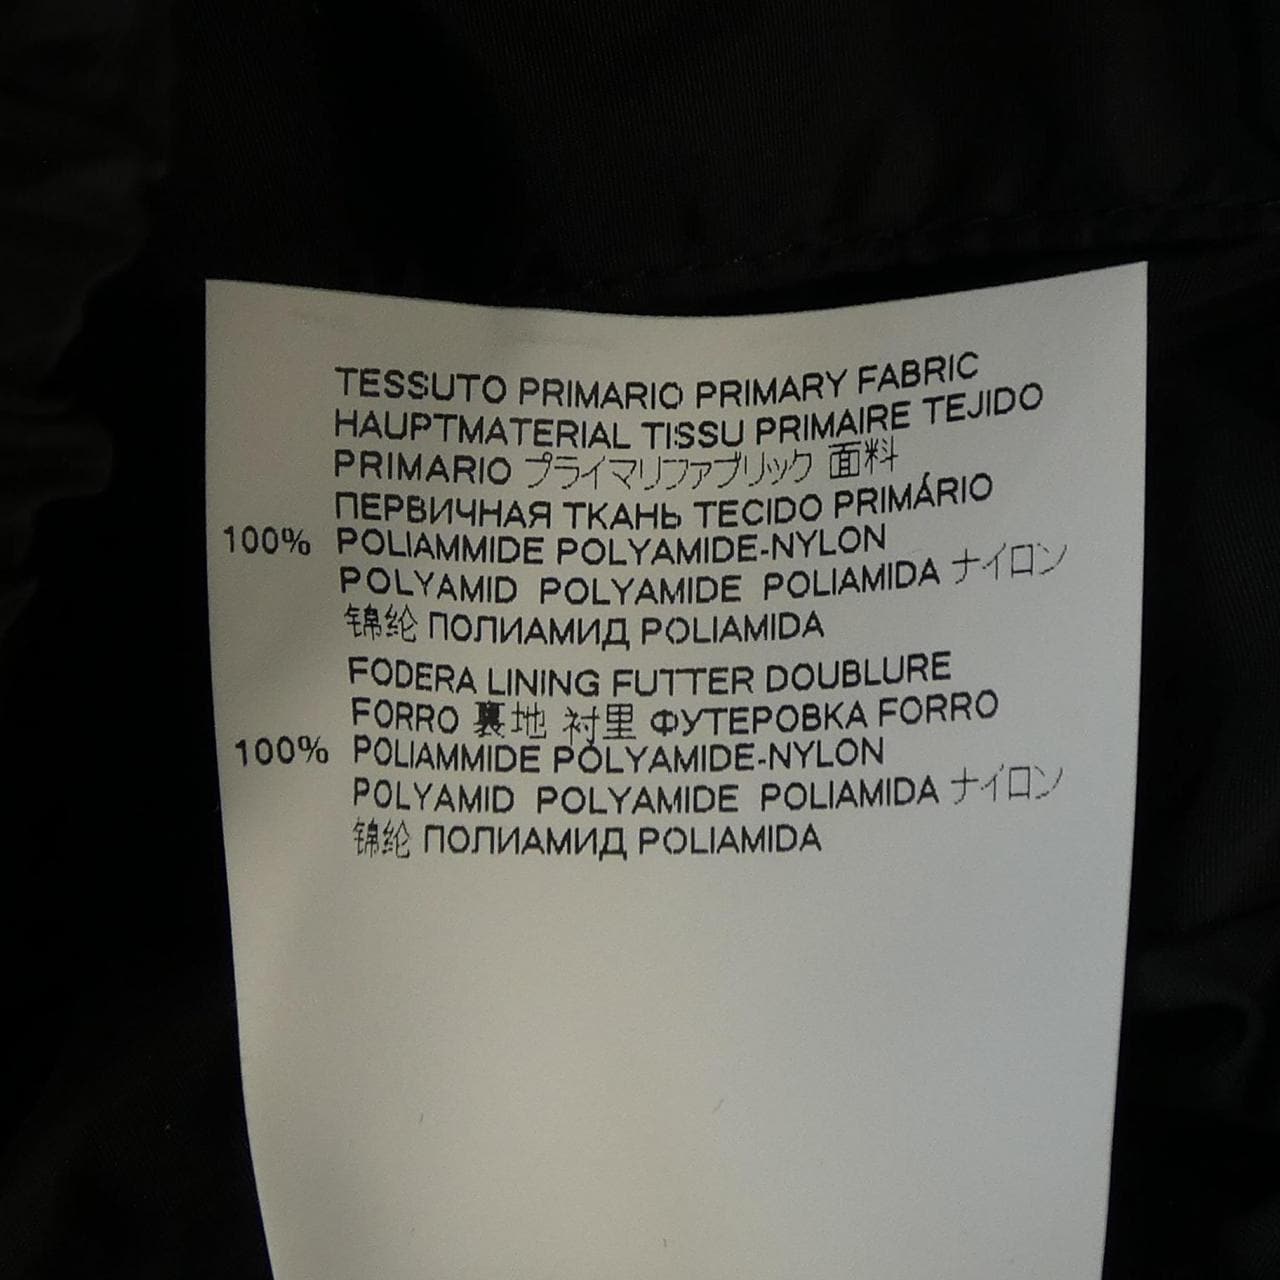 TESSUTO PRIMARIO PRIMARY FABRIC
HAUPTMATERIAL TISSU PRIMAIRE TEJIDO
PRIMARIO プライマリファブリック 面料
ПЕРВИЧНАЯ ТКАНЬ TECIDO PRIMÁRIO
100% POLIAMMIDE POLYAMIDE-NYLON
POLYAMID POLYAMIDE POLIAMIDA ナイロン
锦纶 ПОЛИАМИД POLIAMIDA
FODERA LINING FUTTER DOUBLURE
FORRO 裏地 衬里 ФУТЕРОВКА FORRO
100% POLIAMMIDE POLYAMIDE-NYLON
POLYAMID POLYAMIDE POLIAMIDA ナイロン
锦纶 ПОЛИАМИД POLIAMIDA